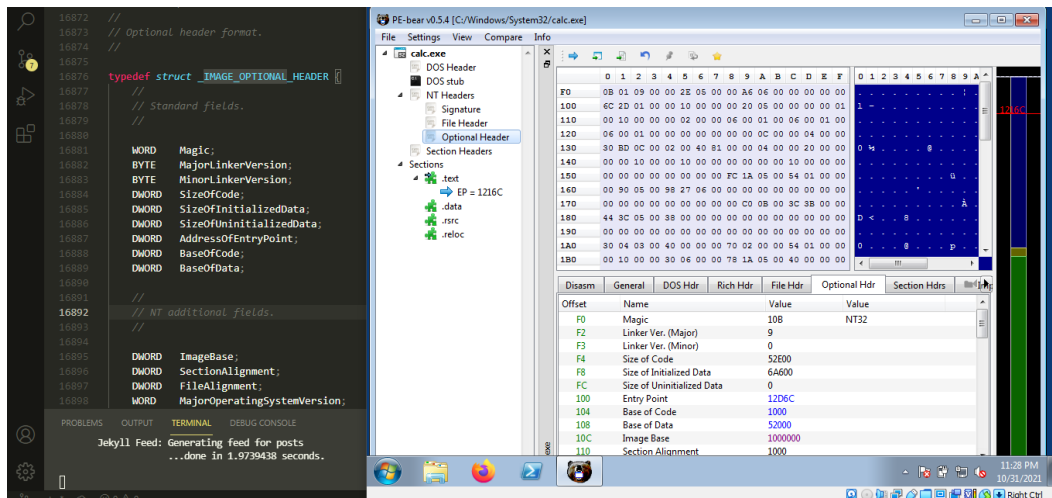 16872 //
16873 // Optional header format.
16874 //
16875
16876 typedef struct _IMAGE_OPTIONAL_HEADER {
16877 //
16878 // Standard fields.
16879 //
16880
16881 WORD Magic;
16882 BYTE MajorLinkerVersion;
16883 BYTE MinorLinkerVersion;
16884 DWORD SizeOfCode;
16885 DWORD SizeOfInitializedData;
16886 DWORD SizeOfUninitializedData;
16887 DWORD AddressOfEntryPoint;
16888 DWORD BaseOfCode;
16889 DWORD BaseOfData;
16890
16891 //
16892 // NT additional fields.
16893 //
16894
16895 DWORD ImageBase;
16896 DWORD SectionAlignment;
16897 DWORD FileAlignment;
16898 WORD MajorOperatingSystemVersion;
7
PROBLEMS OUTPUT TERMINAL DEBUG CONSOLE
Jekyll Feed: Generating feed for posts
...done in 1.9739438 seconds.
PE-bear v0.5.4 [C:/Windows/System32/calc.exe]
File Settings View Compare Info
calc.exe
DOS Header
DOS stub
NT Headers
Signature
File Header
Optional Header
Section Headers
Sections
.text
EP = 1216C
.data
.rsrc
.reloc
0 1 2 3 4 5 6 7 8 9 A B C D E F 0 1 2 3 4 5 6 7 8 9 A
F0 0B 01 09 00 00 2E 05 00 00 A6 06 00 00 00 00 00
100 6C 2D 01 00 00 10 00 00 00 20 05 00 00 00 00 01
110 00 10 00 00 00 02 00 00 06 00 01 00 06 00 01 00
120 06 00 01 00 00 00 00 00 00 00 0C 00 00 04 00 00
130 30 BD 0C 00 02 00 40 81 00 00 04 00 00 20 00 00
140 00 00 10 00 00 10 00 00 00 00 00 00 10 00 00 00
150 00 00 00 00 00 00 00 00 FC 1A 05 00 54 01 00 00
160 00 90 05 00 98 27 06 00 00 00 00 00 00 00 00 00
170 00 00 00 00 00 00 00 00 00 C0 0B 00 3C 3B 00 00
180 44 3C 05 00 38 00 00 00 00 00 00 00 00 00 00 00
190 00 00 00 00 00 00 00 00 00 00 00 00 00 00 00 00
1A0 30 04 03 00 40 00 00 00 70 02 00 00 54 01 00 00
1B0 00 10 00 00 30 06 00 00 78 1A 05 00 40 00 00 00
1216C
Disasm General DOS Hdr Rich Hdr File Hdr Optional Hdr Section Hdrs
Offset Name Value Value
F0 Magic 10B NT32
F2 Linker Ver. (Major) 9
F3 Linker Ver. (Minor) 0
F4 Size of Code 52E00
F8 Size of Initialized Data 6A600
FC Size of Uninitialized Data 0
100 Entry Point 12D6C
104 Base of Code 1000
108 Base of Data 52000
10C Image Base 1000000
110 Section Alignment 1000
11:28 PM
10/31/2021
Right Ctrl